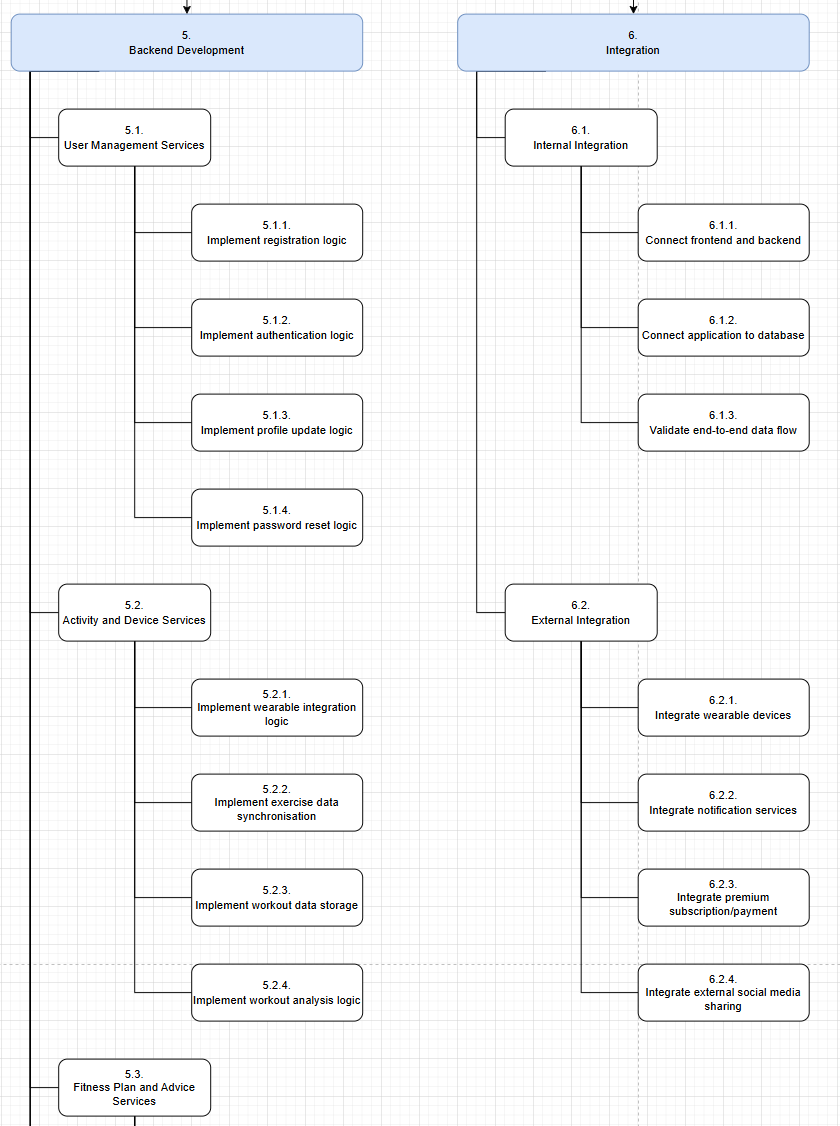 5.
Backend Development
5.1.
User Management Services
5.1.1.
Implement registration logic
5.1.2.
Implement authentication logic
5.1.3.
Implement profile update logic
5.1.4.
Implement password reset logic
5.2.
Activity and Device Services
5.2.1.
Implement wearable integration
logic
5.2.2.
Implement exercise data
synchronisation
5.2.3.
Implement workout data storage
5.2.4.
Implement workout analysis logic
5.3.
Fitness Plan and Advice
Services
6.
Integration
6.1.
Internal Integration
6.1.1.
Connect frontend and backend
6.1.2.
Connect application to database
6.1.3.
Validate end-to-end data flow
6.2.
External Integration
6.2.1.
Integrate wearable devices
6.2.2.
Integrate notification services
6.2.3.
Integrate premium
subscription/payment
6.2.4.
Integrate external social media
sharing